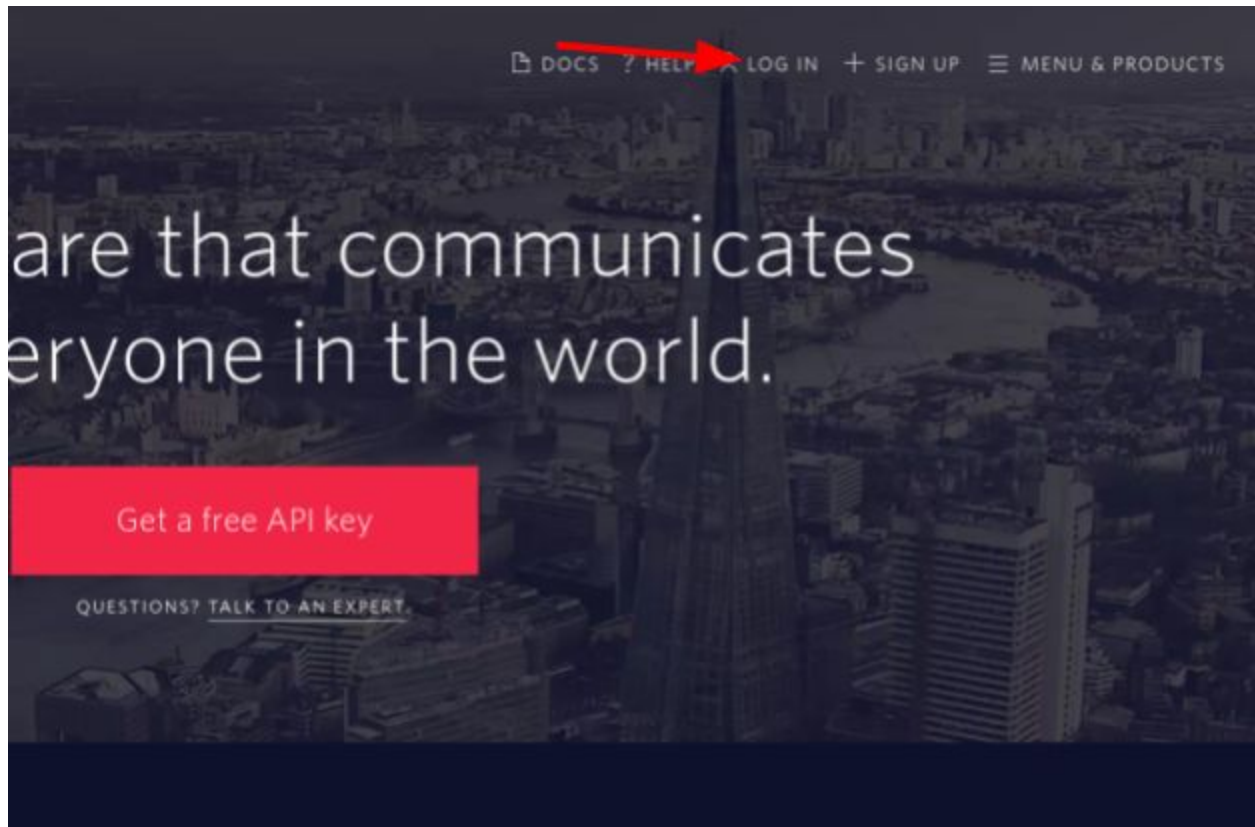 DOCS ? HELP LOG IN + SIGN UP ☰ MENU & PRODUCTS
are that communicates
eryone in the world.
Get a free API key
QUESTIONS? TALK TO AN EXPERT.